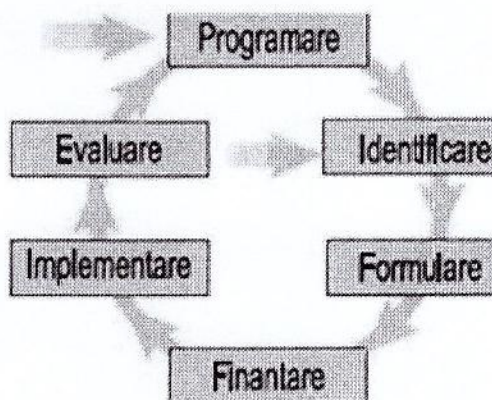 Programare
Evaluare
Identificare
Implementare
Formulare
Finantare